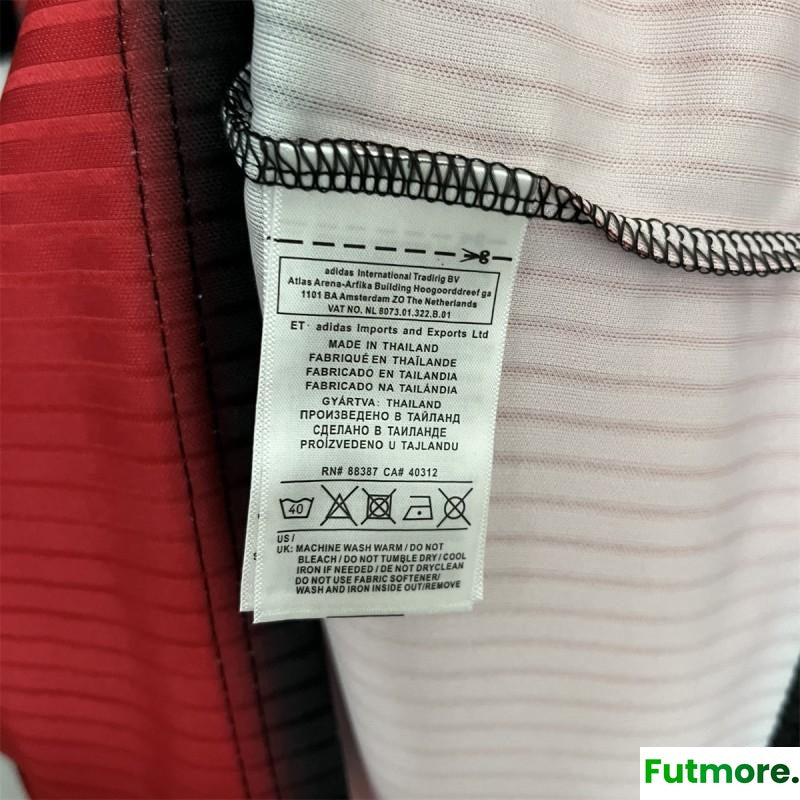 adidas International Tradirig BV
Atlas Arena-Arfika Building Hoogoorddreef ga
1101 BA Amsterdam ZO The Netherlands
VAT NO. NL 8073.01.322.B.01
ET· adidas Imports and Exports Ltd
MADE IN THAILAND
FABRIQUÉ EN THAÏLANDE
FABRICADO EN TAILANDIA
FABRICADO NA TAILÂNDIA
GYÁRTVA: THAILAND
ПРОИЗВЕДЕНО В ТАЙЛАНД
СДЕЛАНО В ТАИЛАНДЕ
PROIZVEDENO U TAJLANDU
RN# 88387 CA# 40312
40
US /
UK: MACHINE WASH WARM / DO NOT
BLEACH / DO NOT TUMBLE DRY / COOL
IRON IF NEEDED / DE NOT DRYCLEAN
DO NOT USE FABRIC SOFTENER/
WASH AND IRON INSIDE OUT/REMOVE
Futmore.